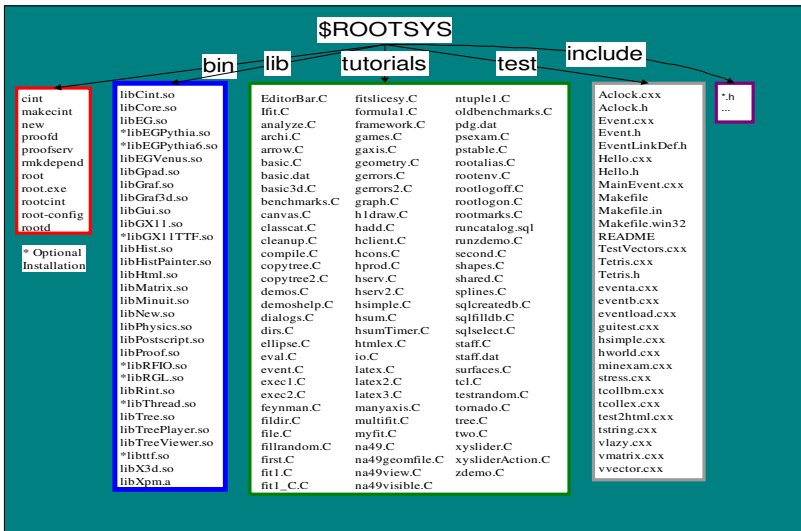 $ROOTSYS
bin
lib
tutorials
test
include
cint
makecint
new
proofd
proofserv
rmkdepend
root
root.exe
rootcint
root-config
rootd
* Optional
Installation
libCint.so
libCore.so
libEG.so
*libEGPythia.so
*libEGPythia6.so
libEGVenus.so
libGpad.so
libGraf.so
libGraf3d.so
libGui.so
libGX11.so
*libGX11TTF.so
libHist.so
libHistPainter.so
libHtml.so
libMatrix.so
libMinuit.so
libNew.so
libPhysics.so
libPostscript.so
libProof.so
*libRFIO.so
*libRGL.so
libRint.so
*libThread.so
libTree.so
libTreePlayer.so
libTreeViewer.so
*libttf.so
libX3d.so
libXpm.a
EditorBar.C
Ifit.C
analyze.C
archi.C
arrow.C
basic.C
basic.dat
basic3d.C
benchmarks.C
canvas.C
classcat.C
cleanup.C
compile.C
copytree.C
copytree2.C
demos.C
demoshelp.C
dialogs.C
dirs.C
ellipse.C
eval.C
event.C
exec1.C
exec2.C
feynman.C
fildir.C
file.C
fillrandom.C
first.C
fit1.C
fit1_C.C
fitslicesy.C
formula1.C
framework.C
games.C
gaxis.C
geometry.C
gerrors.C
gerrors2.C
graph.C
h1draw.C
hadd.C
hclient.C
hcons.C
hprod.C
hserv.C
hserv2.C
hsimple.C
hsum.C
hsumTimer.C
htmlex.C
io.C
latex.C
latex2.C
latex3.C
manyaxis.C
multifit.C
myfit.C
na49.C
na49geomfile.C
na49view.C
na49visible.C
ntuple1.C
oldbenchmarks.C
pdg.dat
psexam.C
pstable.C
rootalias.C
rootenv.C
rootlogoff.C
rootlogon.C
rootmarks.C
runcatalog.sql
runzdemo.C
second.C
shapes.C
shared.C
splines.C
sqlcreatedb.C
sqlfilldb.C
sqlselect.C
staff.C
staff.dat
surfaces.C
tcl.C
testrandom.C
tornado.C
tree.C
two.C
xyslider.C
xysliderAction.C
zdemo.C
Aclock.cxx
Aclock.h
Event.cxx
Event.h
EventLinkDef.h
Hello.cxx
Hello.h
MainEvent.cxx
Makefile
Makefile.in
Makefile.win32
README
TestVectors.cxx
Tetris.cxx
Tetris.h
eventa.cxx
eventb.cxx
eventload.cxx
guitest.cxx
hsimple.cxx
hworld.cxx
minexam.cxx
stress.cxx
tcollbm.cxx
tcollex.cxx
test2html.cxx
tstring.cxx
vlazy.cxx
vmatrix.cxx
vvector.cxx
*.h
...